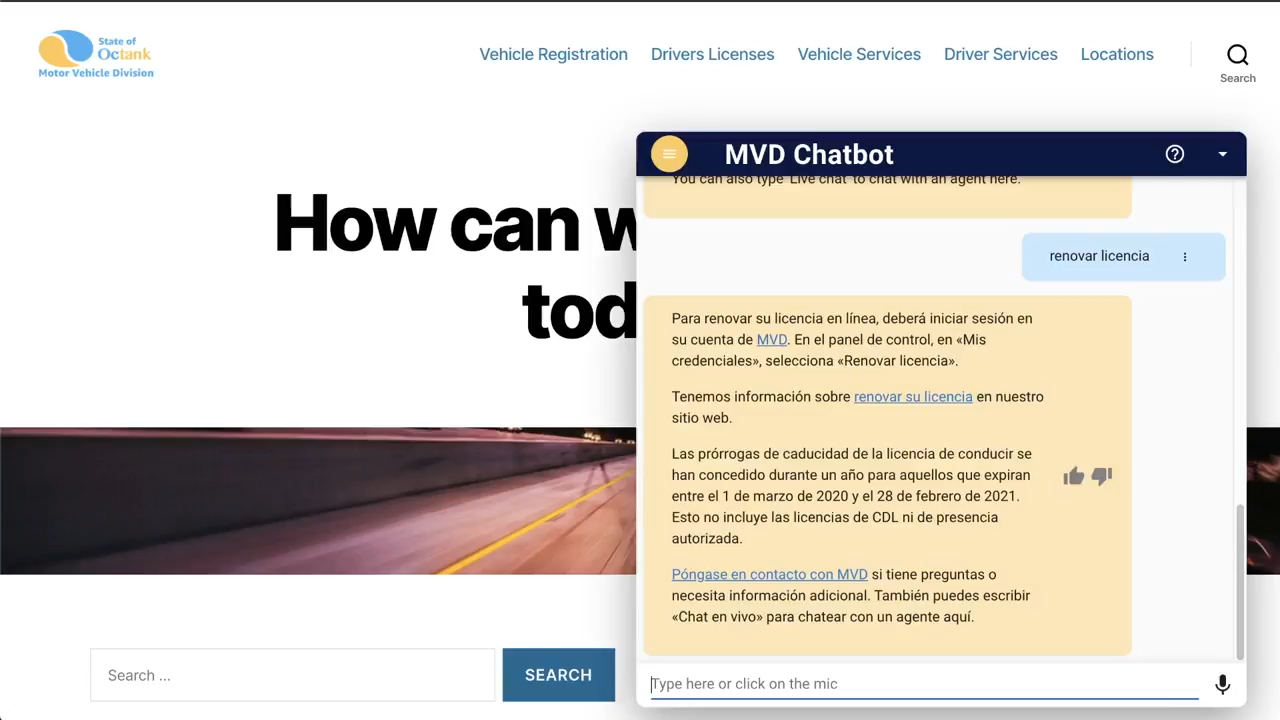 State of
Octank
Motor Vehicle Division
Vehicle Registration
Drivers Licenses
Vehicle Services
Driver Services
Locations
Search
How can w
tod
MVD Chatbot
You can also type 'Live chat' to chat with an agent here.
renovar licencia
Para renovar su licencia en línea, deberá iniciar sesión en
su cuenta de MVD. En el panel de control, en «Mis
credenciales», selecciona «Renovar licencia».
Tenemos información sobre renovar su licencia en nuestro
sitio web.
Las prórrogas de caducidad de la licencia de conducir se
han concedido durante un año para aquellos que expiran
entre el 1 de marzo de 2020 y el 28 de febrero de 2021.
Esto no incluye las licencias de CDL ni de presencia
autorizada.
Póngase en contacto con MVD si tiene preguntas o
necesita información adicional. También puedes escribir
«Chat en vivo» para chatear con un agente aquí.
Type here or click on the mic
Search ...
SEARCH